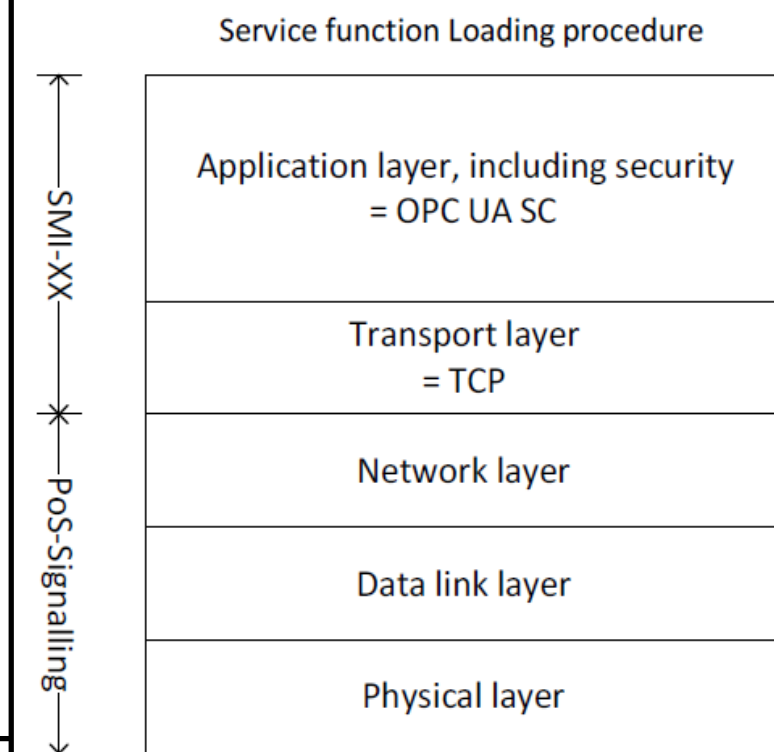 Service function Loading procedure
SMI-XX
Application layer, including security
= OPC UA SC
Transport layer
= TCP
PoS-Signalling
Network layer
Data link layer
Physical layer